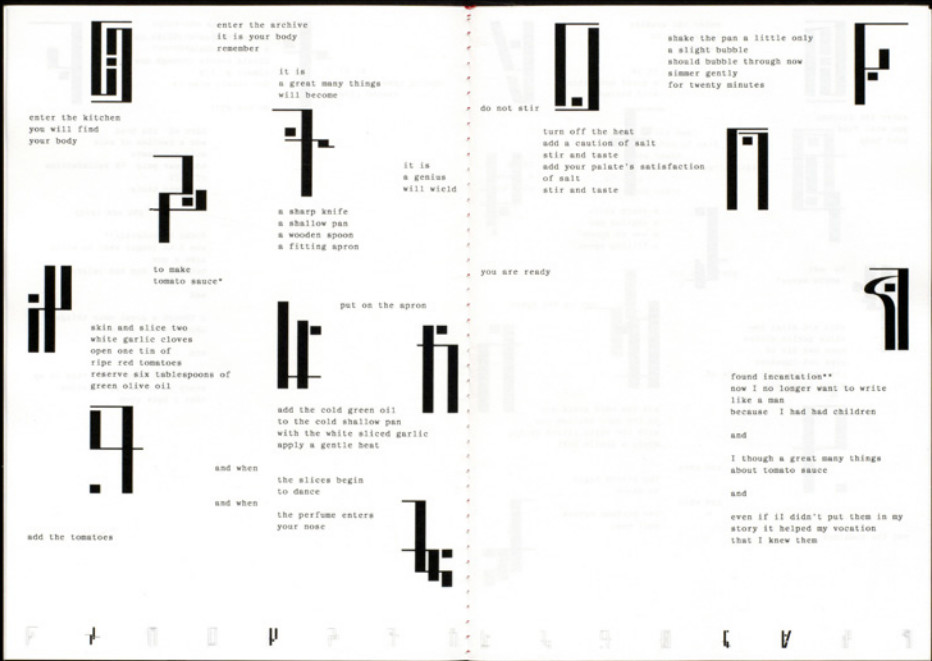 enter the archive
it is your body
remember
it is
a great many things
will become
enter the kitchen
you will find
your body
it is
a genius
will wield
a sharp knife
a shallow pan
a wooden spoon
a fitting apron
to make
tomato sauce*
put on the apron
skin and slice two
white garlic cloves
open one tin of
ripe red tomatoes
reserve six tablespoons of
green olive oil
add the cold green oil
to the cold shallow pan
with the white sliced garlic
apply a gentle heat
and when
the slices begin
to dance
and when
the perfume enters
your nose
add the tomatoes
shake the pan a little only
a slight bubble
should bubble through now
simmer gently
for twenty minutes
do not stir
turn off the heat
add a caution of salt
stir and taste
add your palate's satisfaction
of salt
stir and taste
you are ready
found incantation**
now I no longer want to write
like a man
because I had had children
and
I though a great many things
about tomato sauce
and
even if iI didn't put them in my
story it helped my vocation
that I knew them